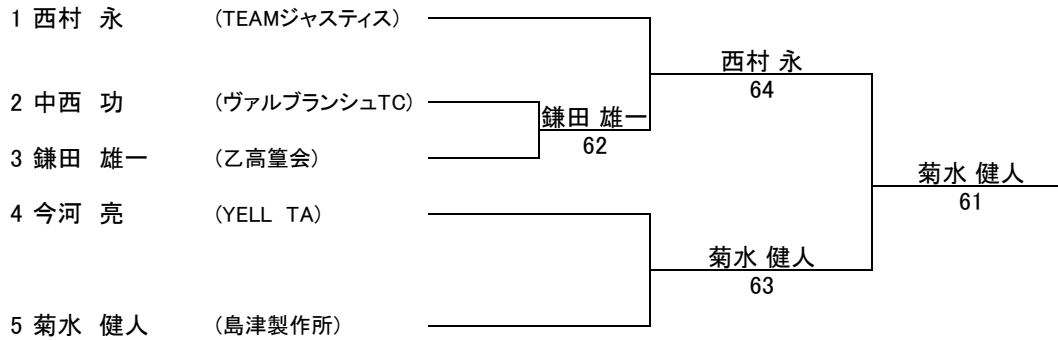 1 西村 永 (TEAMジャスティス)
西村 永
64
2 中西 功 (ヴァルブランシュTC)
鎌田 雄一
62
3 鎌田 雄一 (乙高篁会)
菊水 健人
61
4 今河 亮 (YELL TA)
菊水 健人
63
5 菊水 健人 (島津製作所)